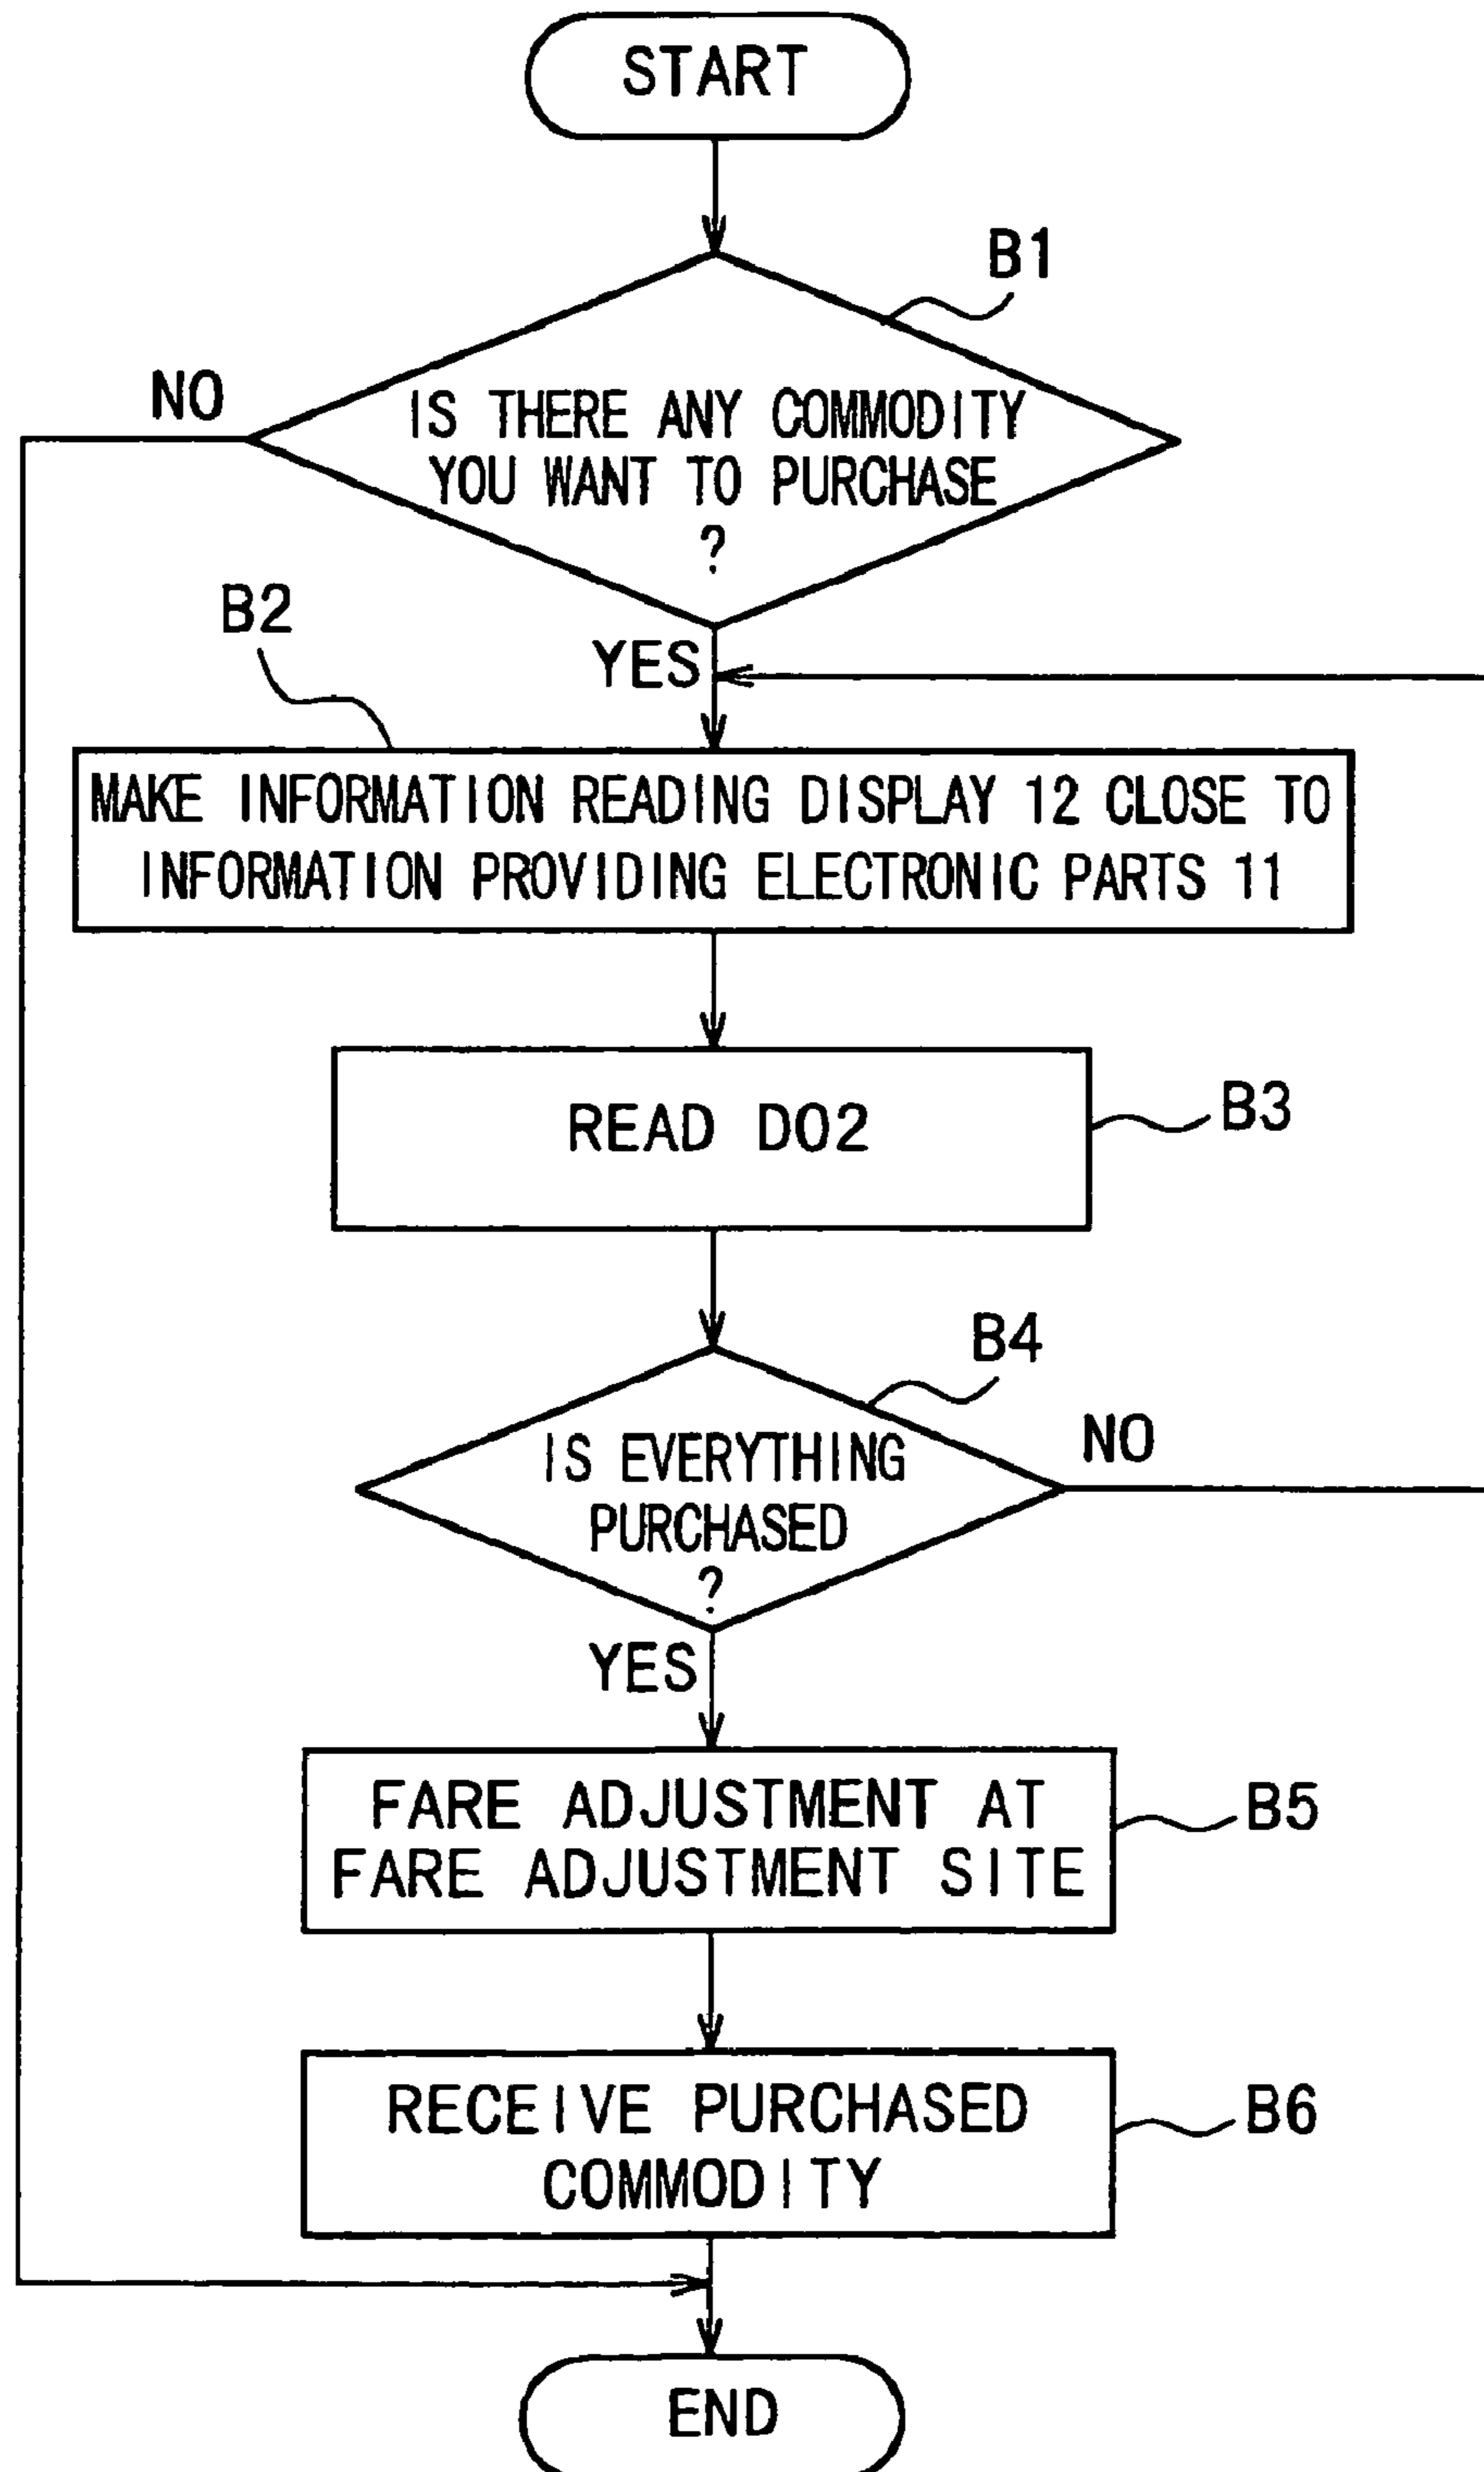 START
B1
NO
IS THERE ANY COMMODITY
YOU WANT TO PURCHASE
?
B2
YES
MAKE INFORMATION READING DISPLAY 12 CLOSE TO
INFORMATION PROVIDING ELECTRONIC PARTS 11
READ DO2
B3
B4
NO
IS EVERYTHING
PURCHASED
?
YES
FARE ADJUSTMENT AT
FARE ADJUSTMENT SITE
B5
RECEIVE PURCHASED
COMMODITY
B6
END